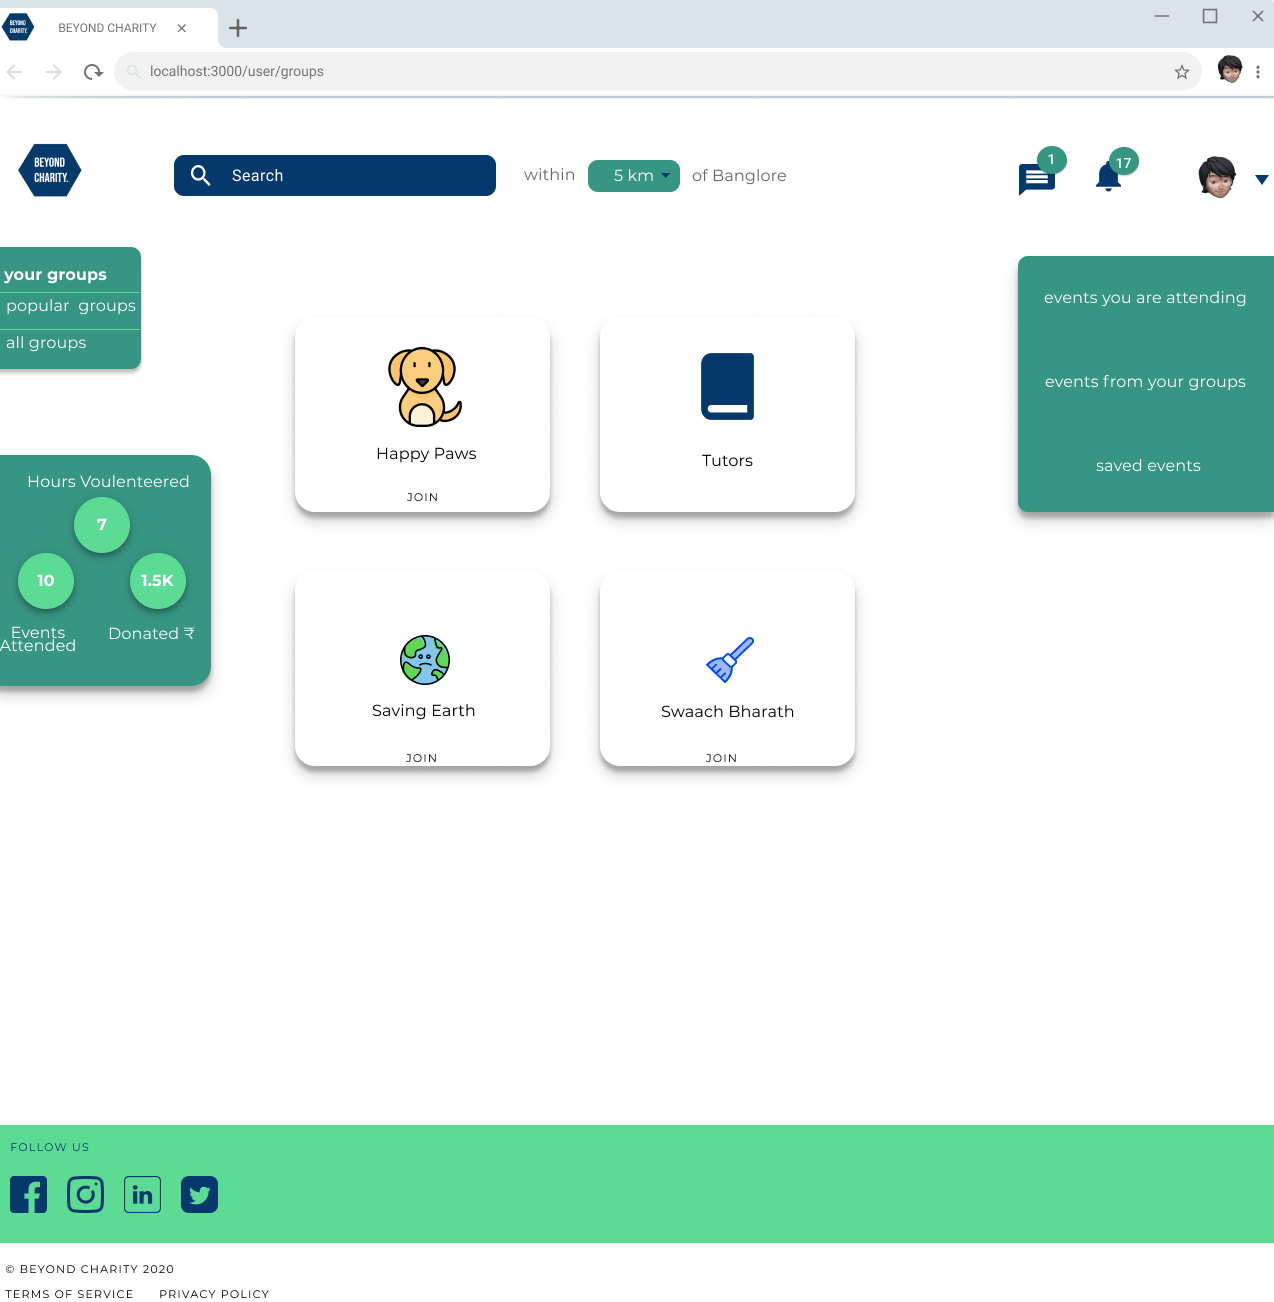 BEYOND CHARITY.
BEYOND CHARITY
localhost:3000/user/groups
BEYOND
CHARITY.
Search
within
5 km
of Banglore
1
17
your groups
popular groups
all groups
events you are attending
events from your groups
saved events
Happy Paws
JOIN
Tutors
Hours Voulenteered
7
10
1.5K
Events
Attended
Donated ₹
Saving Earth
JOIN
Swaach Bharath
JOIN
FOLLOW US
in
© BEYOND CHARITY 2020
TERMS OF SERVICE PRIVACY POLICY